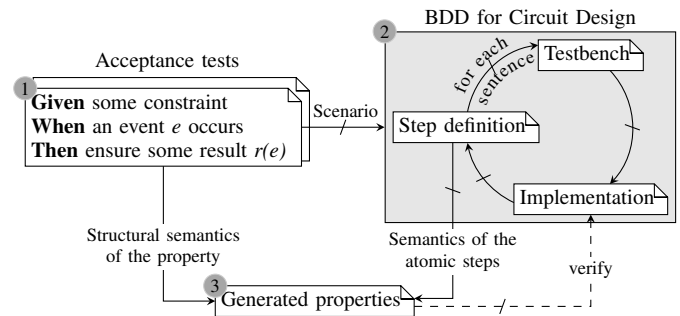 BDD for Circuit Design
2
Acceptance tests
1
Given some constraint
When an event e occurs
Then ensure some result r(e)
Scenario
for each
sentence
Testbench
Step definition
Implementation
Structural semantics
of the property
Semantics of the
atomic steps
verify
3
Generated properties